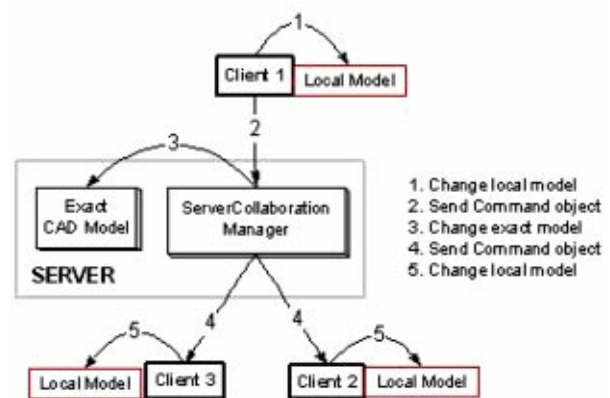 1
Client 1
Local Model
2
3
Exact
CAD Model
ServerCollaboration
Manager
SERVER
1. Change local model
2. Send Command object
3. Change exact model
4. Send Command object
5. Change local model
4
4
5
5
Local Model
Client 3
Client 2
Local Model